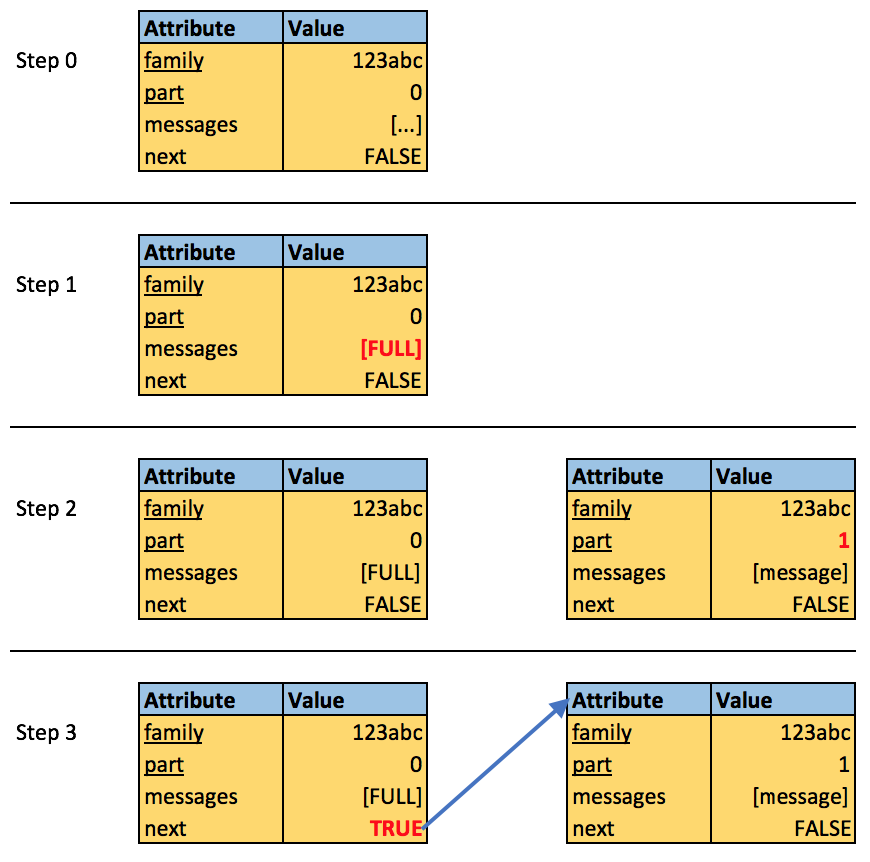 Attribute Value
Step 0 family 123abc
part 0
messages [...]
next FALSE
Attribute Value
Step 1 family 123abc
part 0
messages [FULL]
next FALSE
Attribute Value Attribute Value
Step 2 family 123abc family 123abc
part 0 part 1
messages [FULL] messages [message]
next FALSE next FALSE
Attribute Value Attribute Value
Step 3 family 123abc family 123abc
part 0 part 1
messages [FULL] messages [message]
next TRUE next FALSE